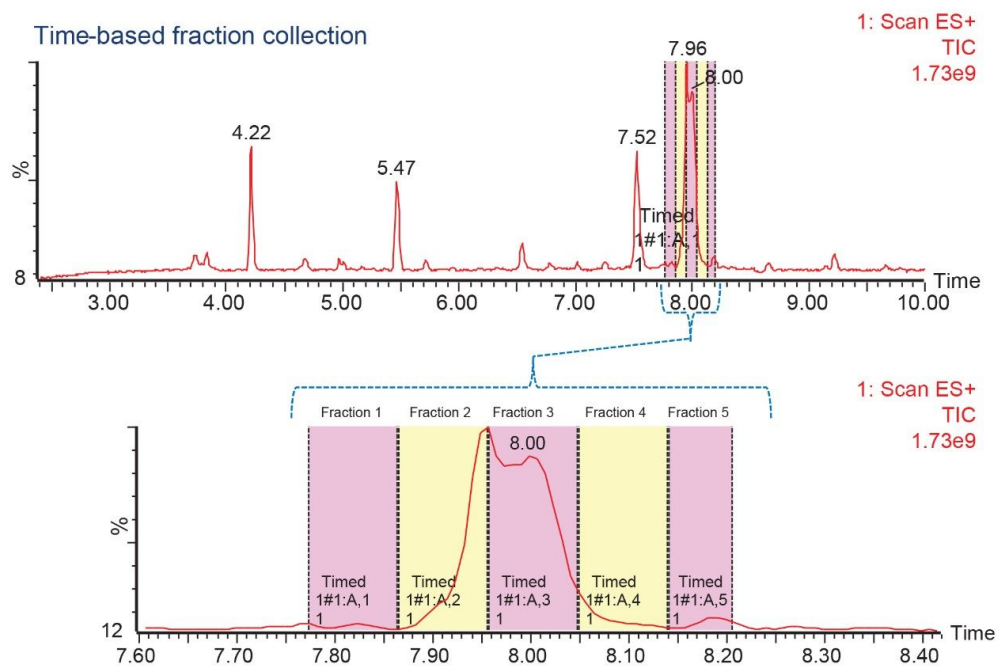 Time-based fraction collection
1: Scan ES+
TIC
1.73e9
7.96
8.00
4.22
7.52
5.47
%
Timed
1#1:A,1
1
8
Time
3.00 4.00 5.00 6.00 7.00 8.00 9.00 10.00
1: Scan ES+
TIC
1.73e9
Fraction 1 Fraction 2 Fraction 3 Fraction 4 Fraction 5
8.00
%
Timed Timed Timed Timed Timed
1#1:A,1 1#1:A,2 1#1:A,3 1#1:A,4 1#1:A,5
1 1 1 1 1
12
Time
7.60 7.70 7.80 7.90 8.00 8.10 8.20 8.30 8.40